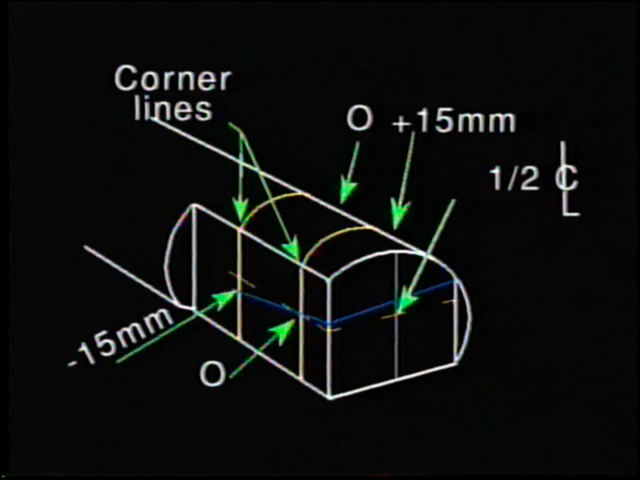 Corner
lines
O +15mm
1/2 ℄
-15mm
O